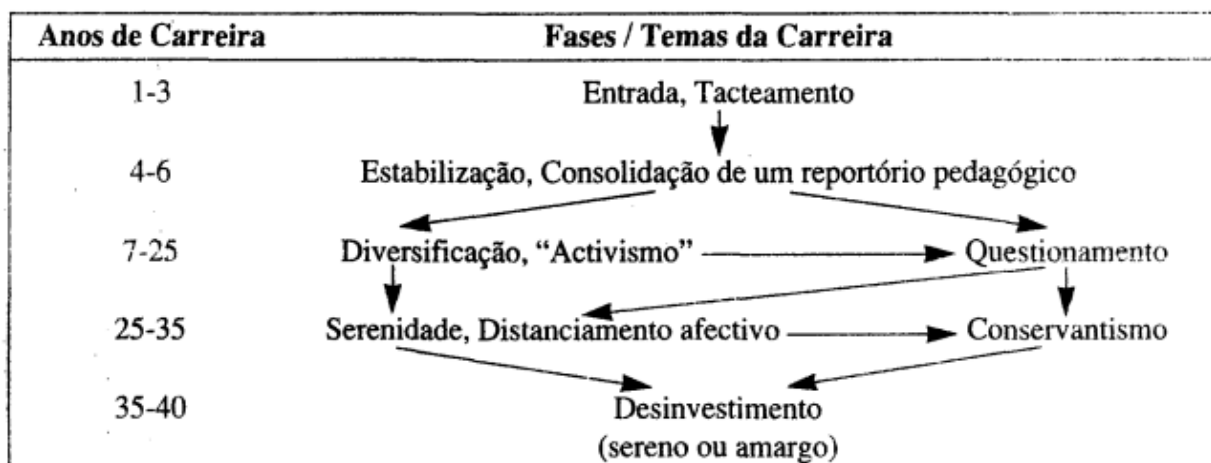 Anos de Carreira Fases / Temas da Carreira
1-3 Entrada, Tacteamento
4-6 Estabilização, Consolidação de um reportório pedagógico
7-25 Diversificação, “Activismo” Questionamento
25-35 Serenidade, Distanciamento afectivo Conservantismo
35-40 Desinvestimento
(sereno ou amargo)